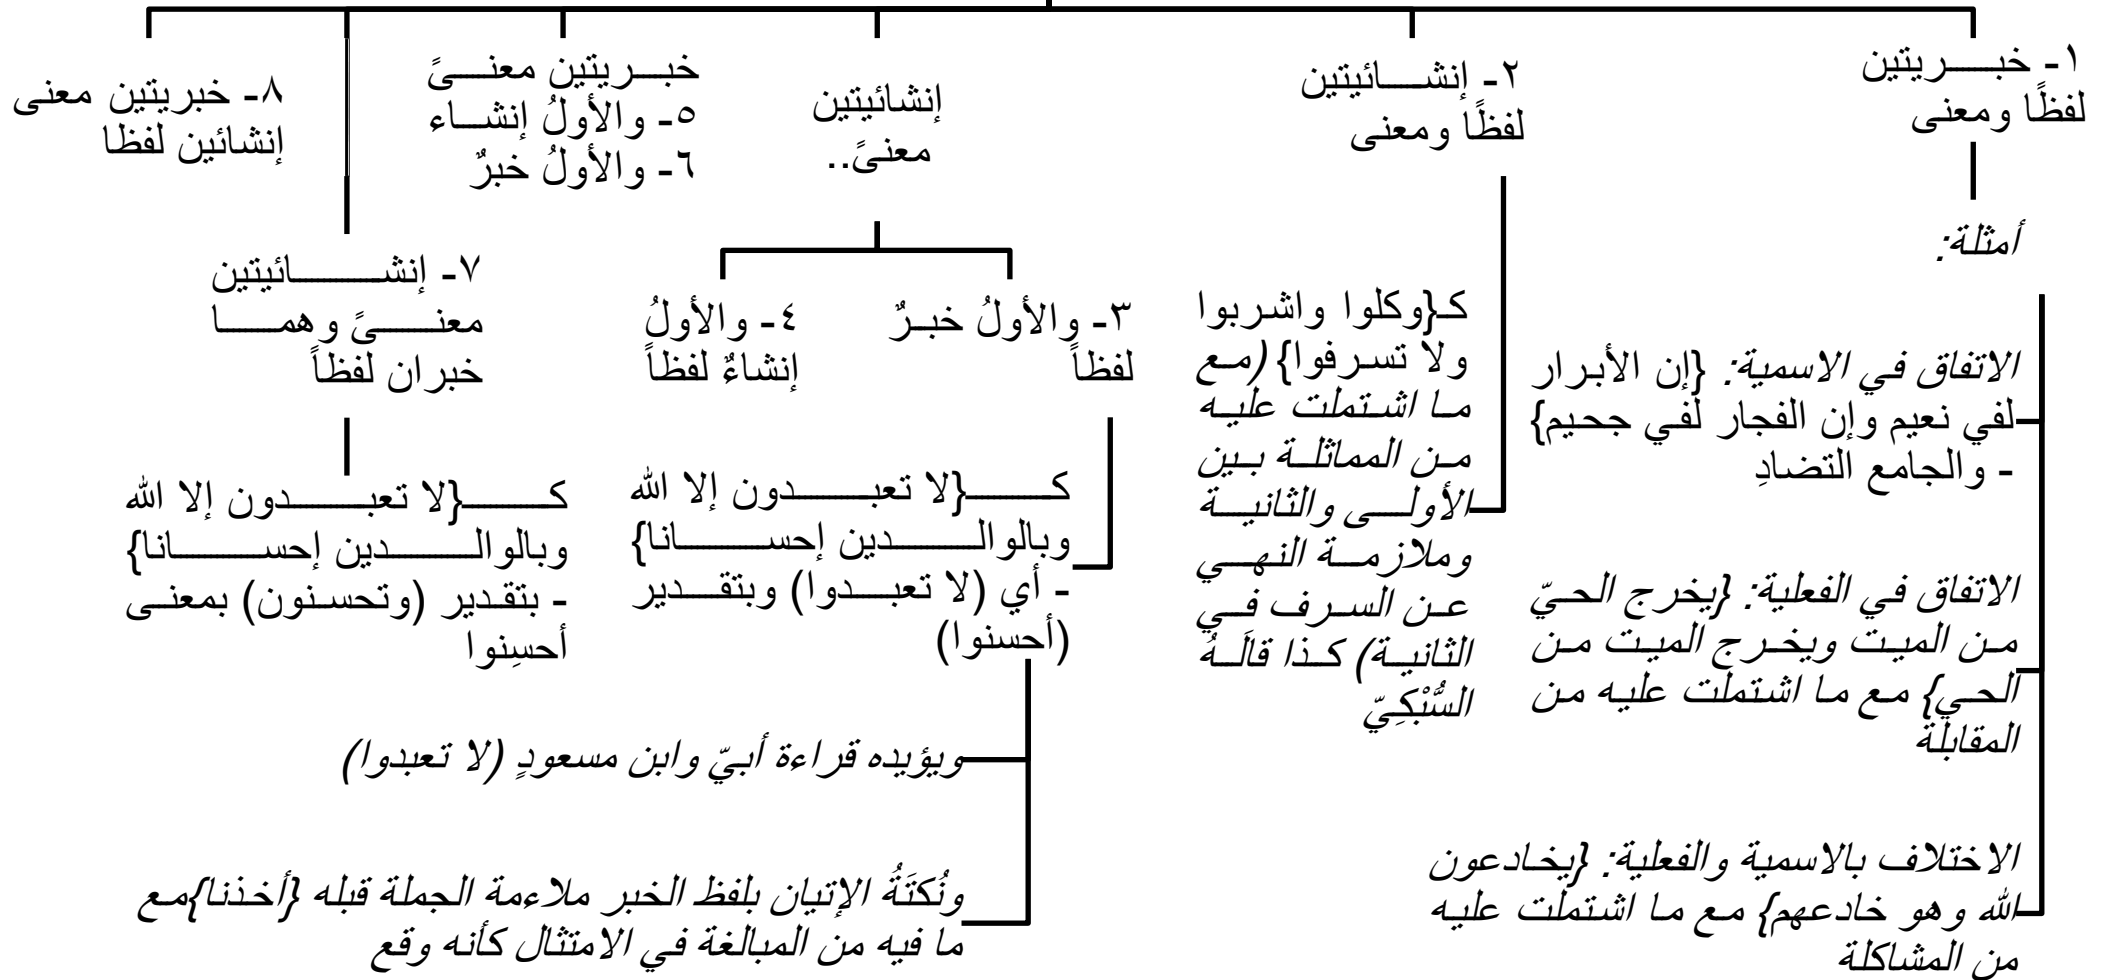 ١- خبريتين
لفظًا ومعنى
أمثلة:
الاتفاق في الاسمية: {إن الأبرار
لفي نعيم وإن الفجار لفي جحيم}
- والجامع التضادِ
الاتفاق في الفعلية: {يخرج الحيّ
من الميت ويخرج الميت من
الحي} مع ما اشتملت عليه من
المقابلة
الاختلاف بالاسمية والفعلية: {يخادعون
الله وهو خادعهم} مع ما اشتملت عليه
من المشاكلة
٢- إنشائيتين
لفظًا ومعنى
كـ{وكلوا واشربوا
ولا تسرفوا} (مع
ما اشتملت عليه
من المماثلة بين
الأولى والثانية
وملازمة النهي
عن السرف في
الثانية) كذا قالَهُ
السُّبْكِيّ
إنشائيتين
معنىً..
٣- والأولُ خبرٌ
لفظاً
كـ{لا تعبدون إلا الله
وبالوالدين إحسانا}
- أي (لا تعبدوا) وبتقدير
(أحسنوا)
ويؤيده قراءة أبيّ وابن مسعودٍ (لا تعبدوا)
ونُكتَةُ الإتيان بلفظ الخبر ملاءمة الجملة قبله {أخذنا}مع
ما فيه من المبالغة في الامتثال كأنه وقع
٤- والأولُ
إنشاءٌ لفظاً
خبريتين معنىً
٥- والأولُ إنشاء
٦- والأولُ خبرٌ
٧- إنشائيتين
معنىً وهما
خبران لفظاً
كـ{لا تعبدون إلا الله
وبالوالدين إحسانا}
- بتقدير (وتحسنون) بمعنى
أحسِنوا
٨- خبريتين معنى
إنشائين لفظا